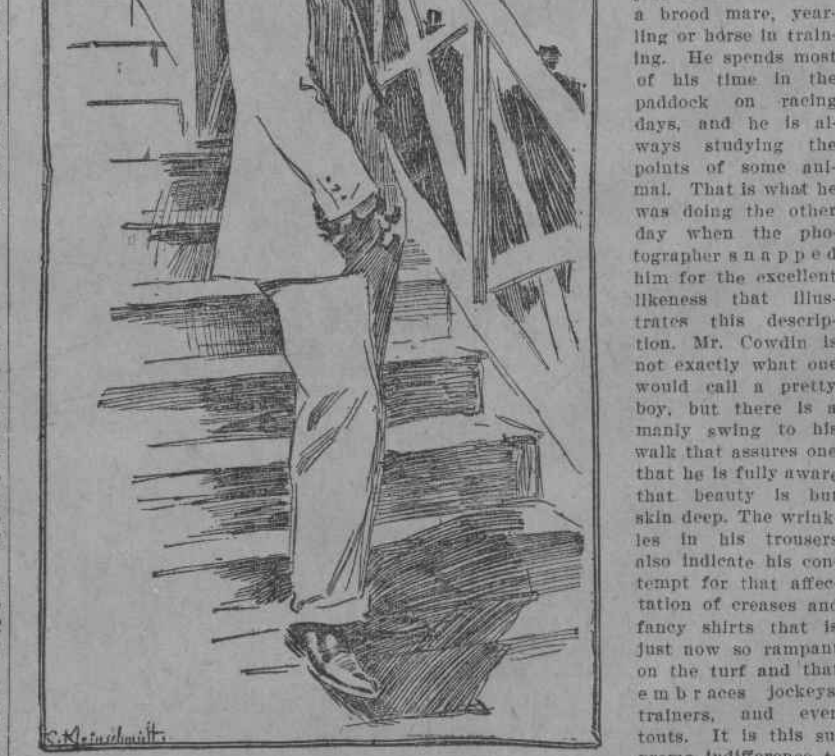 a brood mare, year-
ling or horse in train-
ing. He spends most
of his time in the
paddock on racing
days, and he is al-
ways studying the
points of some ani-
mal. That is what he
was doing the other
day when the pho-
tographer snapped
him for the excellent
likeness that illus-
trates this descrip-
tion. Mr. Cowdin is
not exactly what one
would call a pretty
boy, but there is a
manly swing to his
walk that assures one
that he is fully aware
that beauty is but
skin deep. The wrink-
les in his trousers
also indicate his con-
tempt for that affec-
tation of creases and
fancy shirts that is
just now so rampant
on the turf and that
embraces jockeys
trainers, and even
touts. It is this su
indifference
Kleinschmidt.